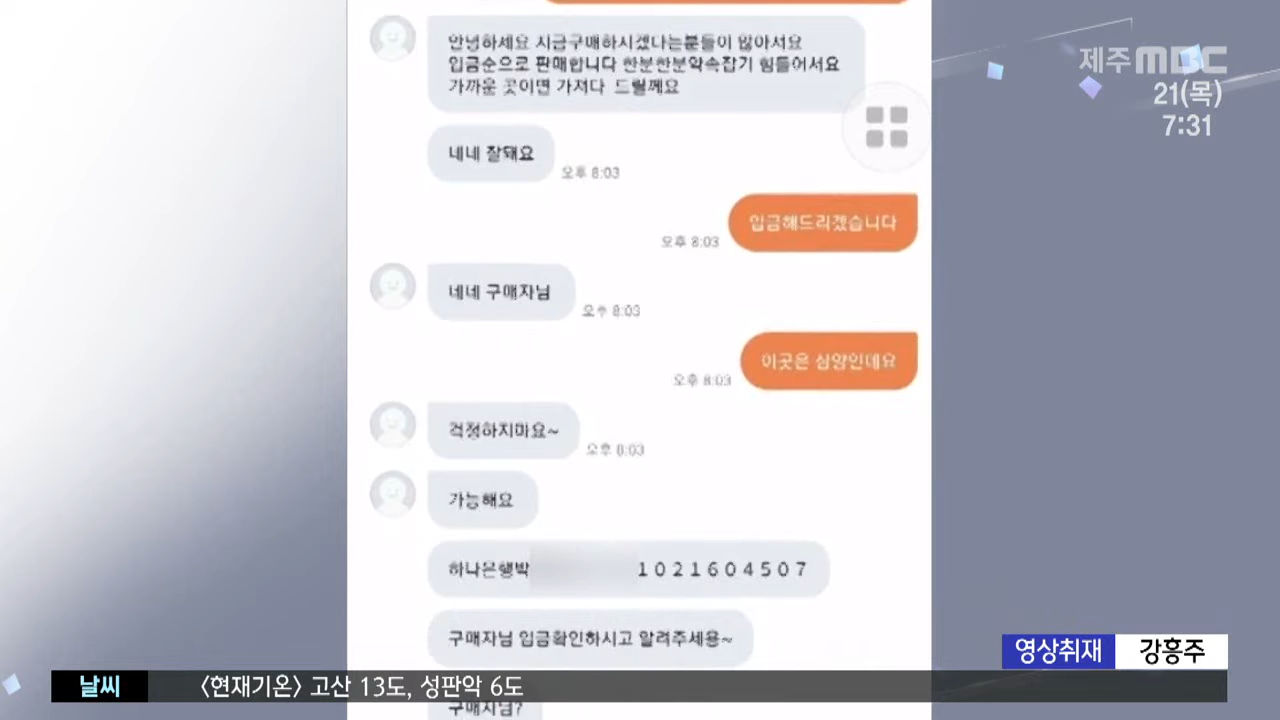 안녕하세요 지금구매하시겠다는분들이 많아서요
입금순으로 판매합니다 한분한분약속잡기 힘들어서요
가까운 곳이면 가져다 드릴께요
네네 잘돼요
오후 8:03
입금해드리겠습니다
오후 8:03
네네 구매자님
오후 8:03
이곳은 삼양인데요
오후 8:03
걱정하지마요~
오후 8:03
가능해요
하나은행박 1021604507
구매자님 입금확인하시고 알려주세용~
구매자님?
제주MBC
21(목)
7:31
영상취재 강흥주
날씨 〈현재기온〉 고산 13도, 성판악 6도